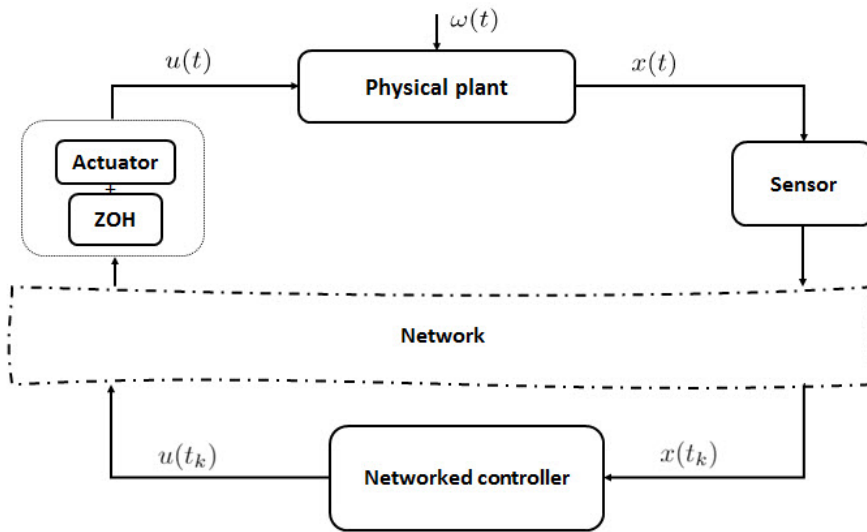 ω(t)
u(t)
x(t)
Physical plant
Actuator
+
ZOH
Sensor
Network
u(t_k)
x(t_k)
Networked controller